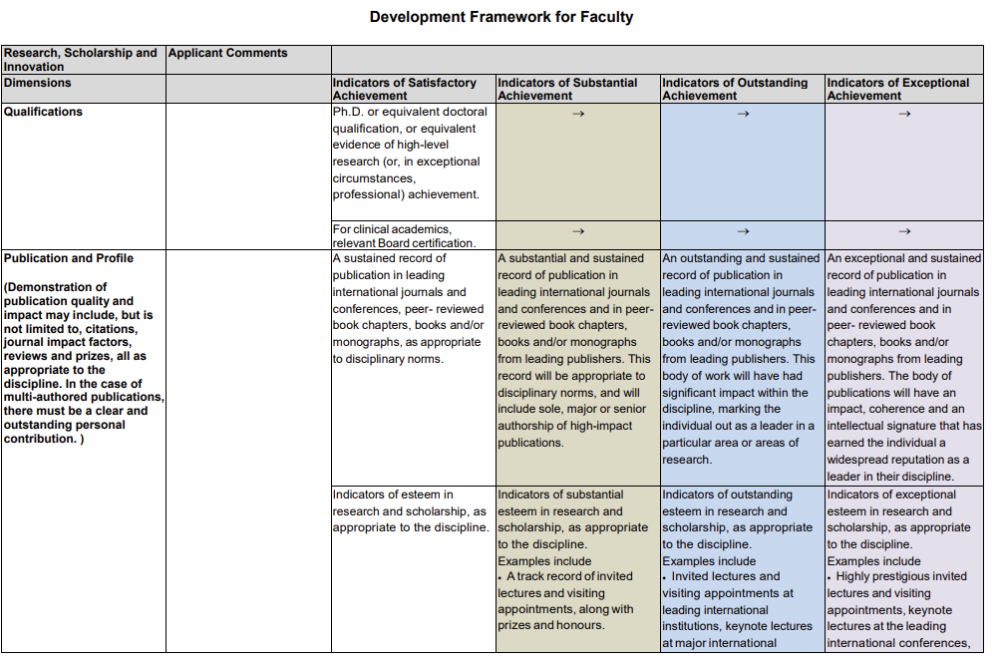 Development Framework for Faculty
Research, Scholarship and
Innovation
Applicant Comments
Dimensions
Indicators of Satisfactory
Achievement
Indicators of Substantial
Achievement
Indicators of Outstanding
Achievement
Indicators of Exceptional
Achievement
Qualifications
Ph.D. or equivalent doctoral
qualification, or equivalent
evidence of high-level
research (or, in exceptional
circumstances,
professional) achievement.
→
→
→
For clinical academics,
relevant Board certification.
→
→
→
Publication and Profile
(Demonstration of
publication quality and
impact may include, but is
not limited to, citations,
journal impact factors,
reviews and prizes, all as
appropriate to the
discipline. In the case of
multi-authored publications,
there must be a clear and
outstanding personal
contribution. )
A sustained record of
publication in leading
international journals and
conferences, peer- reviewed
book chapters, books and/or
monographs, as appropriate
to disciplinary norms.
A substantial and sustained
record of publication in
leading international journals
and conferences and in peer-
reviewed book chapters,
books and/or monographs
from leading publishers. This
record will be appropriate to
disciplinary norms, and will
include sole, major or senior
authorship of high-impact
publications.
An outstanding and sustained
record of publication in
leading international journals
and conferences and in peer-
reviewed book chapters,
books and/or monographs
from leading publishers. This
body of work will have had
significant impact within the
discipline, marking the
individual out as a leader in a
particular area or areas of
research.
An exceptional and sustained
record of publication in
leading international journals
and conferences and in
peer- reviewed book
chapters, books and/or
monographs from leading
publishers. The body of
publications will have an
impact, coherence and an
intellectual signature that has
earned the individual a
widespread reputation as a
leader in their discipline.
Indicators of esteem in
research and scholarship, as
appropriate to the discipline.
Indicators of substantial
esteem in research and
scholarship, as appropriate
to the discipline.
Examples include
• A track record of invited
lectures and visiting
appointments, along with
prizes and honours.
Indicators of outstanding
esteem in research and
scholarship, as appropriate
to the discipline.
Examples include
• Invited lectures and
visiting appointments at
leading international
institutions, keynote lectures
at major international
Indicators of exceptional
esteem in research and
scholarship, as appropriate
to the discipline.
Examples include
• Highly prestigious invited
lectures and visiting
appointments, keynote
lectures at the leading
international conferences,